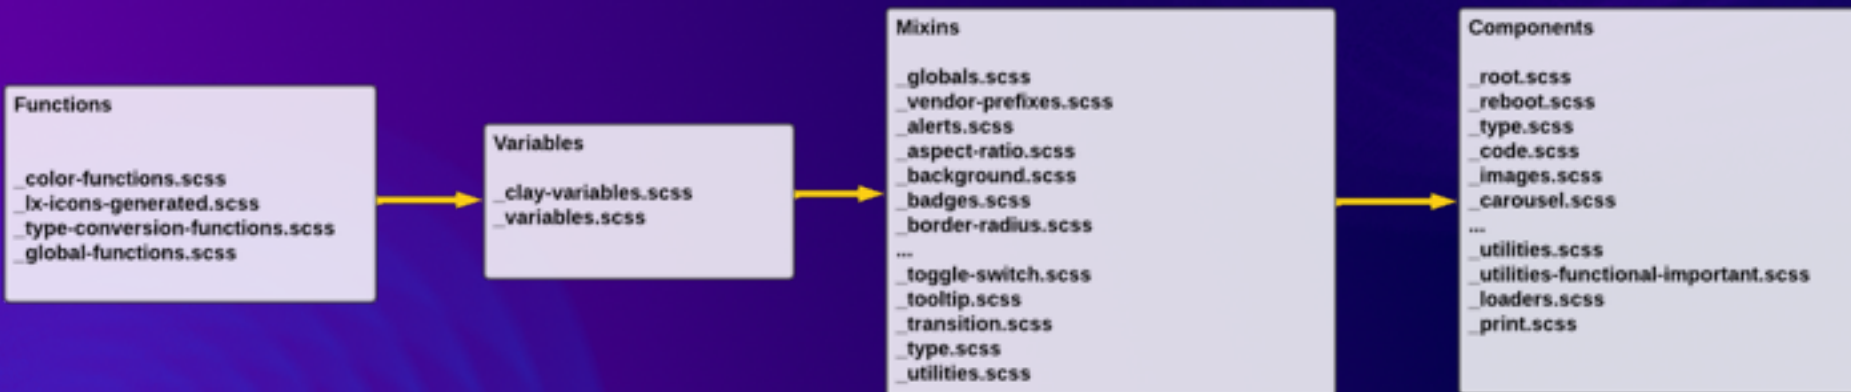 Functions
_color-functions.scss
_lx-icons-generated.scss
_type-conversion-functions.scss
_global-functions.scss
Variables
_clay-variables.scss
_variables.scss
Mixins
_globals.scss
_vendor-prefixes.scss
_alerts.scss
_aspect-ratio.scss
_background.scss
_badges.scss
_border-radius.scss
...
_toggle-switch.scss
_tooltip.scss
_transition.scss
_type.scss
_utilities.scss
Components
_root.scss
_reboot.scss
_type.scss
_code.scss
_images.scss
_carousel.scss
...
_utilities.scss
_utilities-functional-important.scss
_loaders.scss
_print.scss